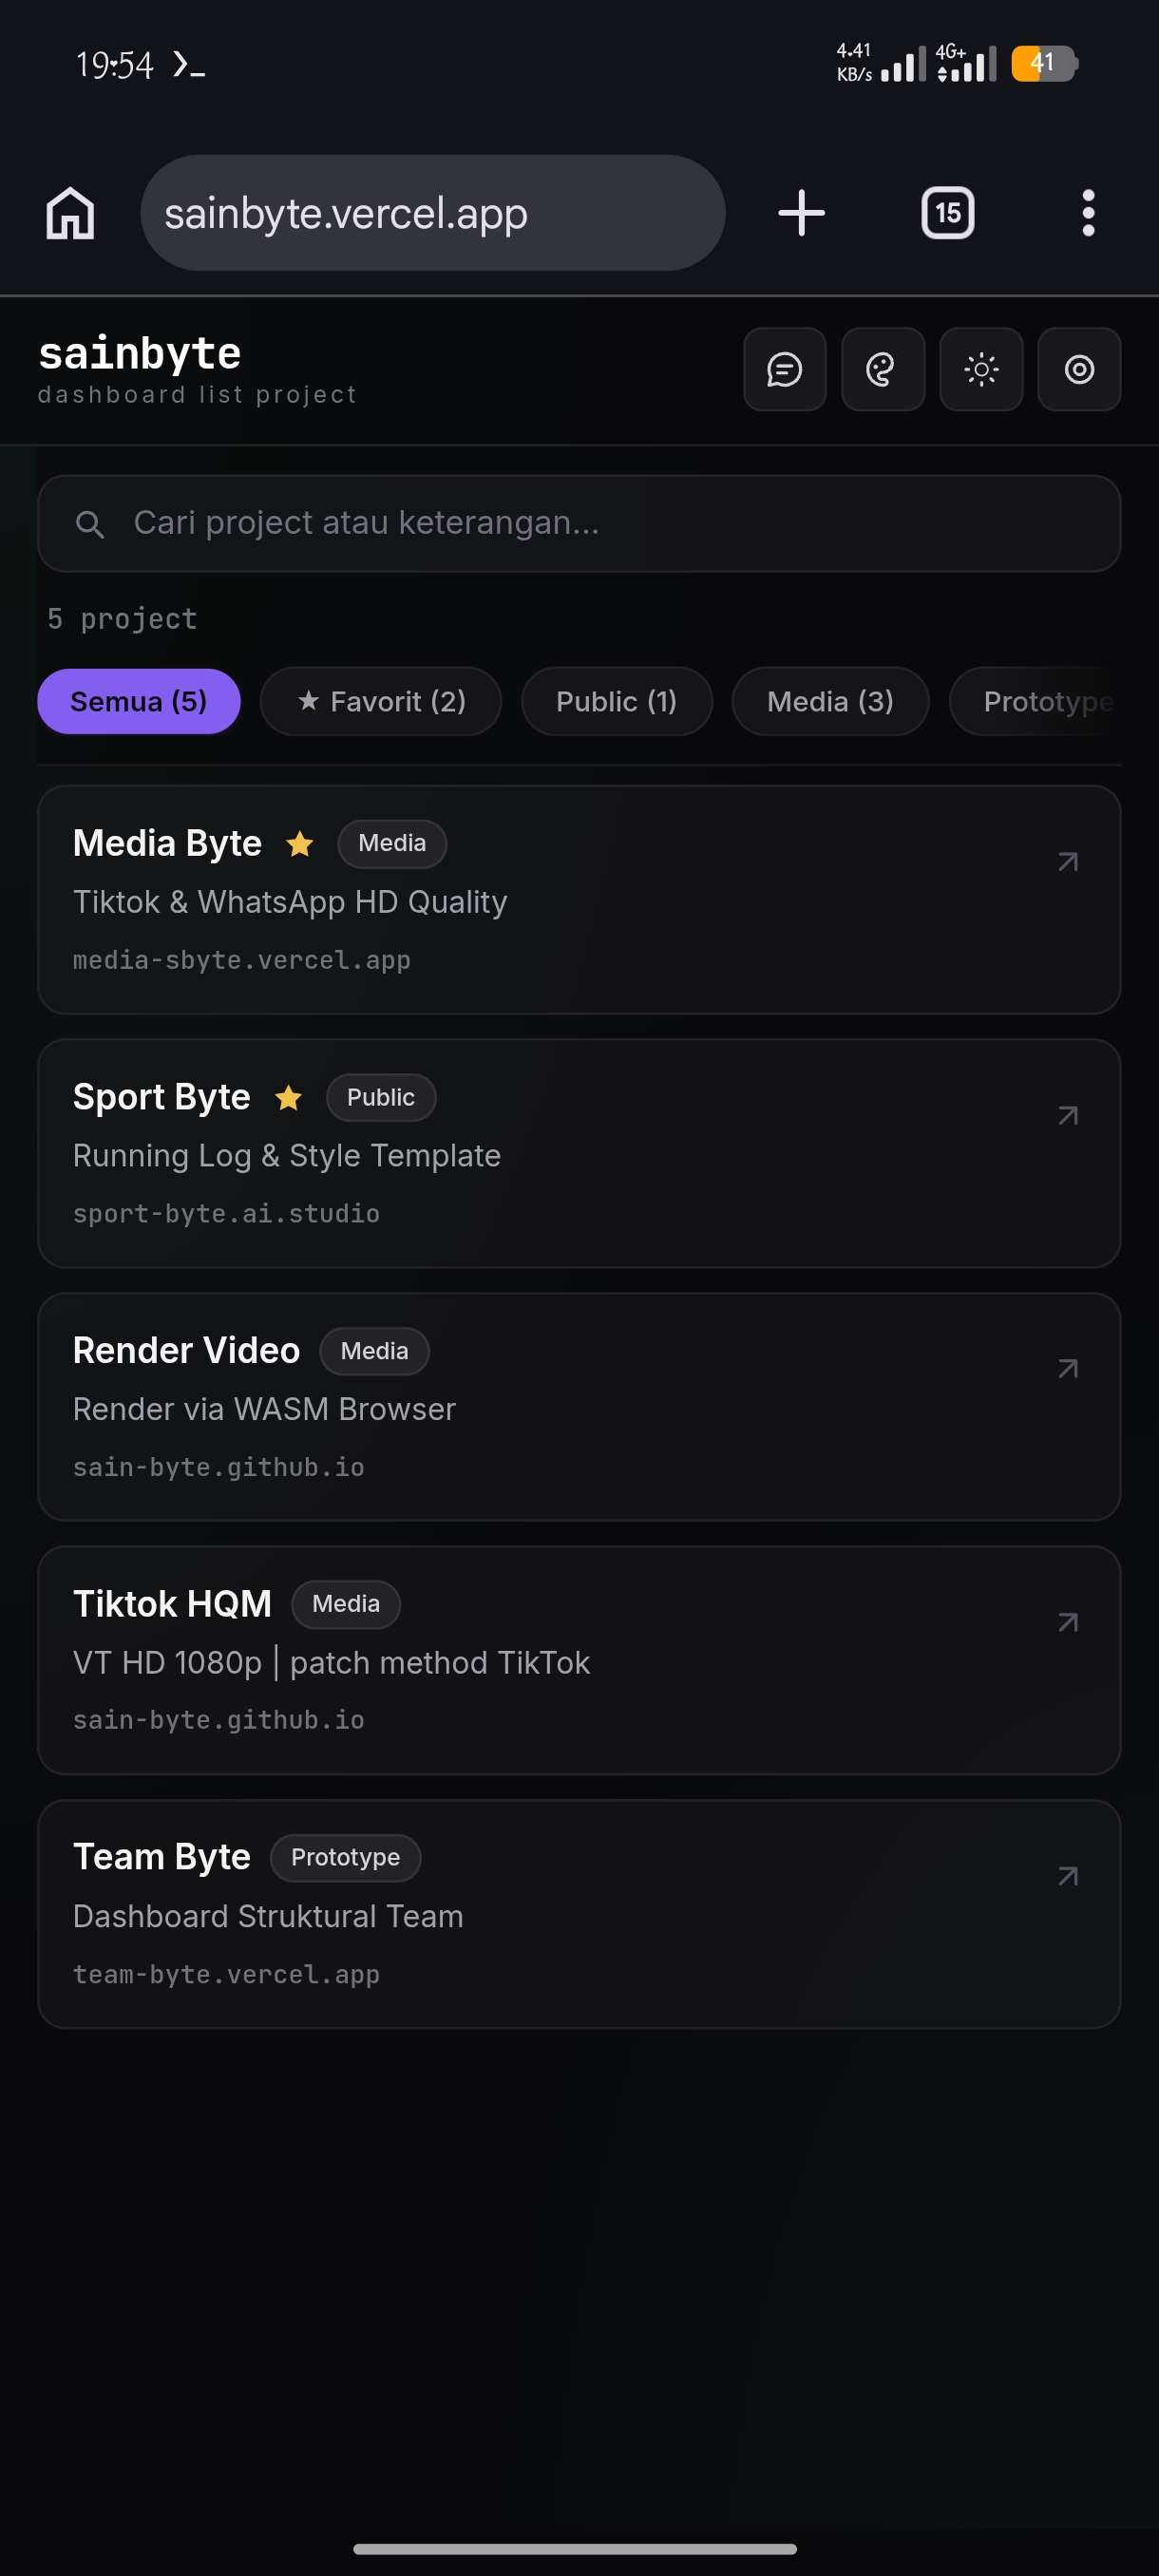 19:54
4.41 KB/s 4G+ 41
sainbyte.vercel.app
15
sainbyte
dashboard list project
Cari project atau keterangan...
5 project
Semua (5) ★ Favorit (2) Public (1) Media (3) Prototype
Media Byte Media
Tiktok & WhatsApp HD Quality
media-sbyte.vercel.app
Sport Byte Public
Running Log & Style Template
sport-byte.ai.studio
Render Video Media
Render via WASM Browser
sain-byte.github.io
Tiktok HQM Media
VT HD 1080p | patch method TikTok
sain-byte.github.io
Team Byte Prototype
Dashboard Struktural Team
team-byte.vercel.app